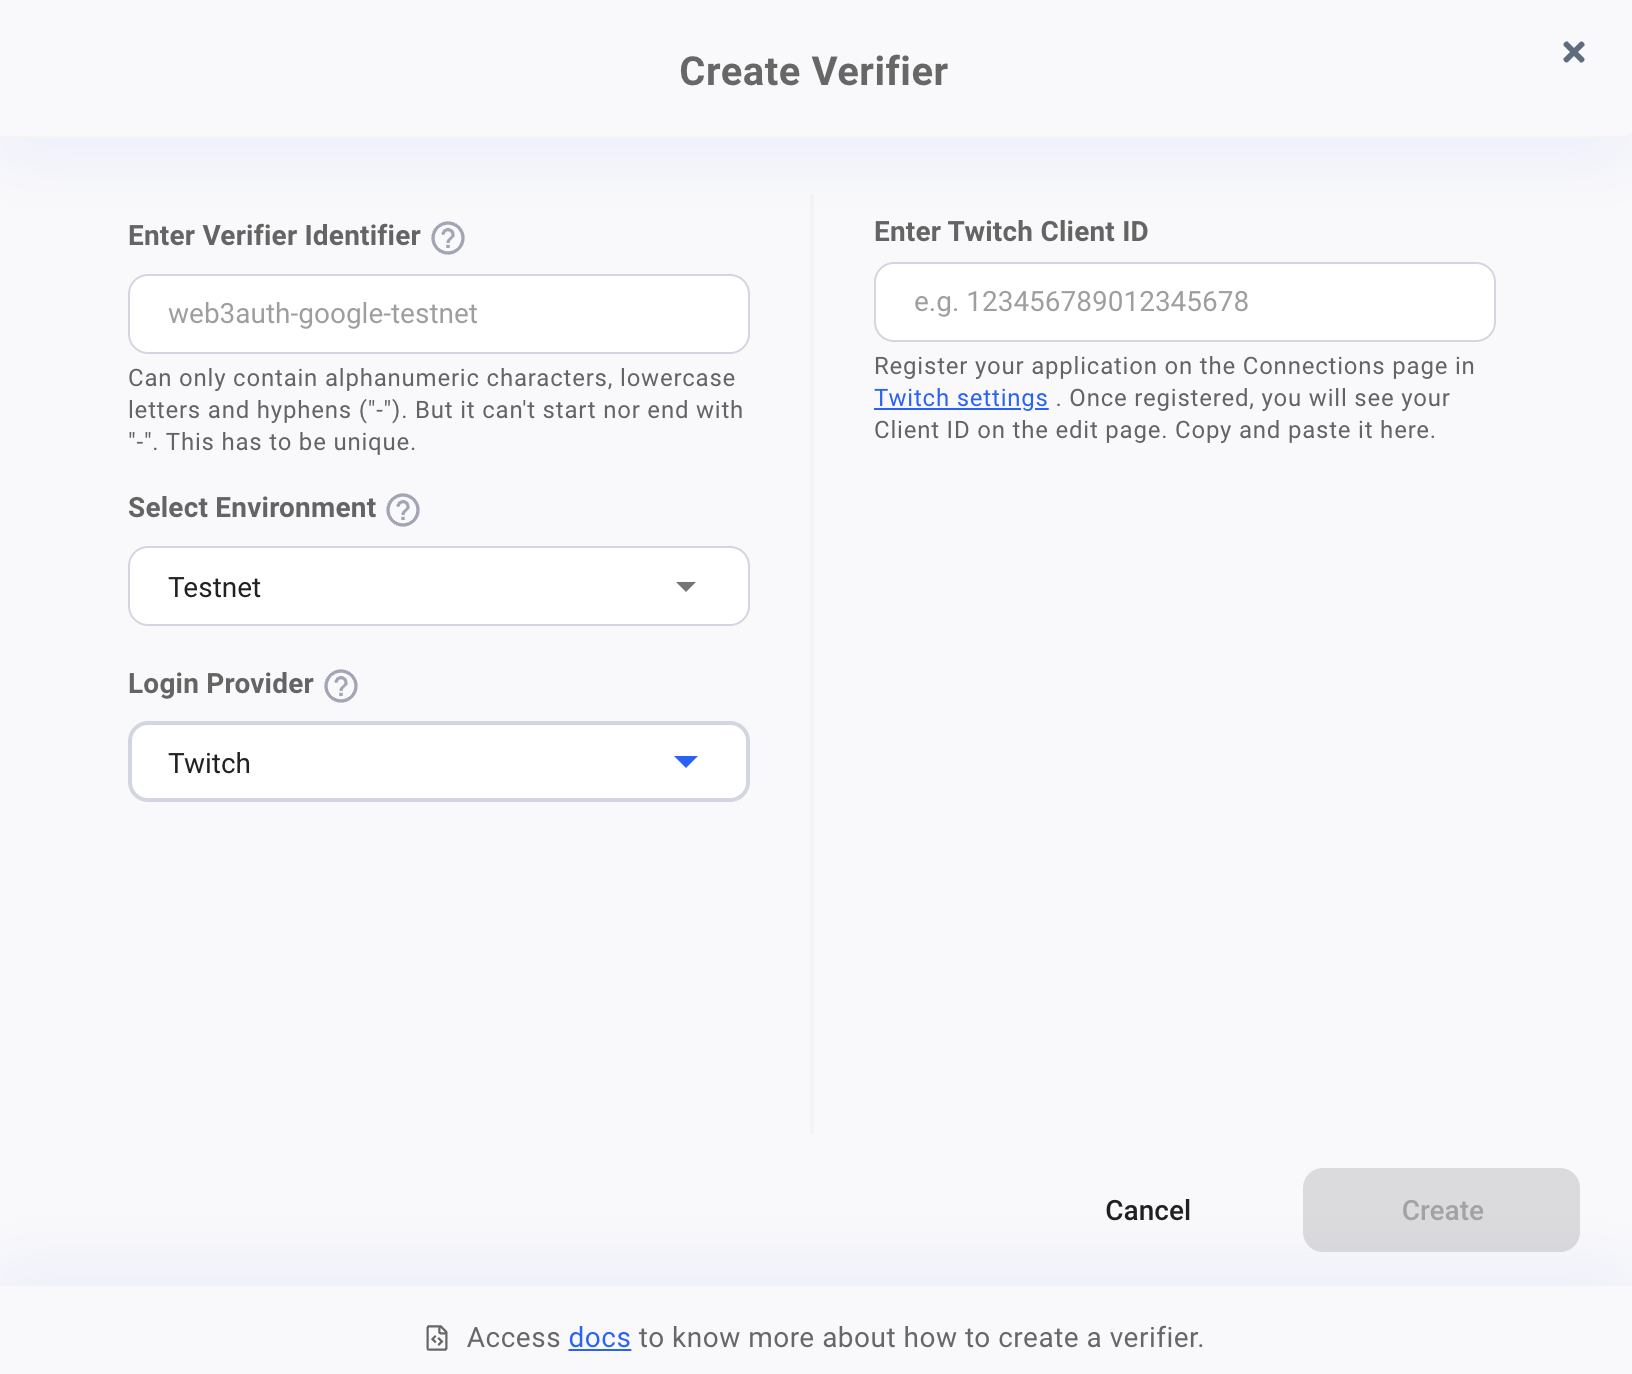 Create Verifier
Enter Verifier Identifier
web3auth-google-testnet
Can only contain alphanumeric characters, lowercase
letters and hyphens ("-"). But it can't start nor end with
"-". This has to be unique.
Select Environment
Testnet
Login Provider
Twitch
Enter Twitch Client ID
e.g. 123456789012345678
Register your application on the Connections page in
Twitch settings . Once registered, you will see your
Client ID on the edit page. Copy and paste it here.
Cancel
Create
Access docs to know more about how to create a verifier.